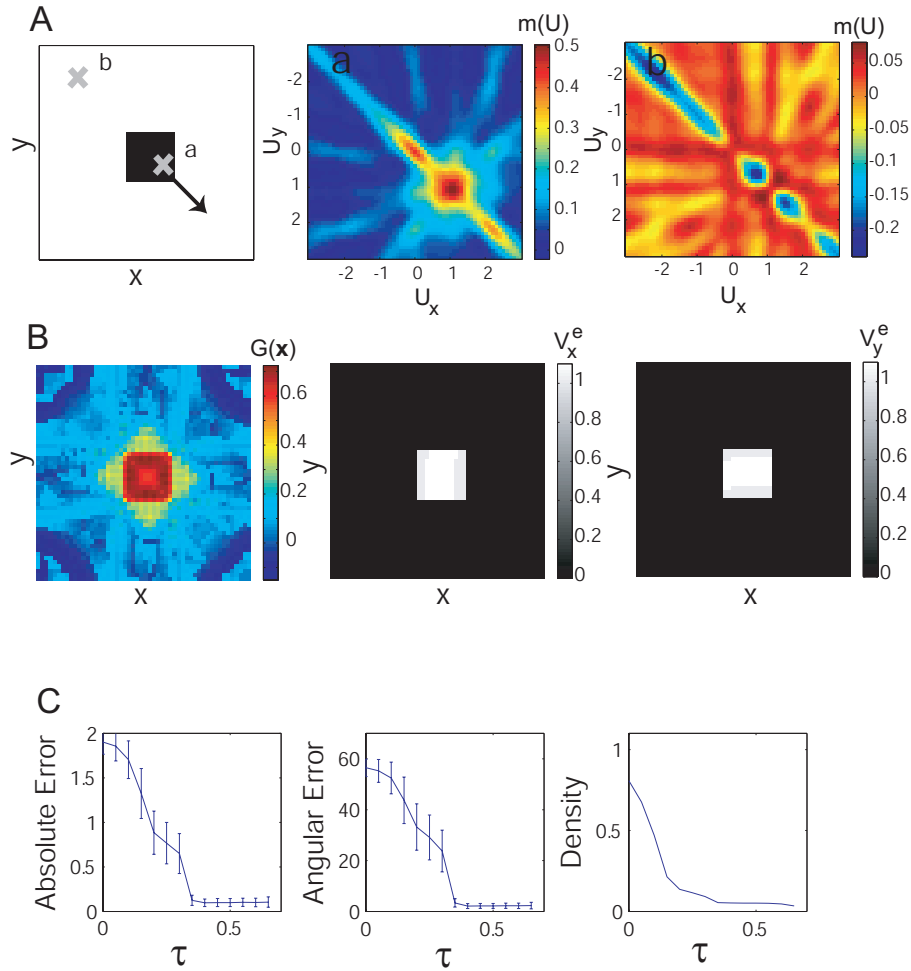 A
b
a
y
x
a
m(U)
0.5
0.4
0.3
0.2
0.1
0
-2
-1
0
1
2
U_y
-2 -1 0 1 2
U_x
b
m(U)
0.05
0
-0.05
-0.1
-0.15
-0.2
-2
-1
0
1
2
U_y
-2 -1 0 1 2
U_x
B
G(x)
0.6
0.4
0.2
0
y
x
V_x^e
1
0.8
0.6
0.4
0.2
0
y
x
V_y^e
1
0.8
0.6
0.4
0.2
0
y
x
C
Absolute Error
2
1.5
1
0.5
0
0 0.5
τ
Angular Error
60
40
20
0
0 0.5
τ
Density
1
0.5
0
0 0.5
τ